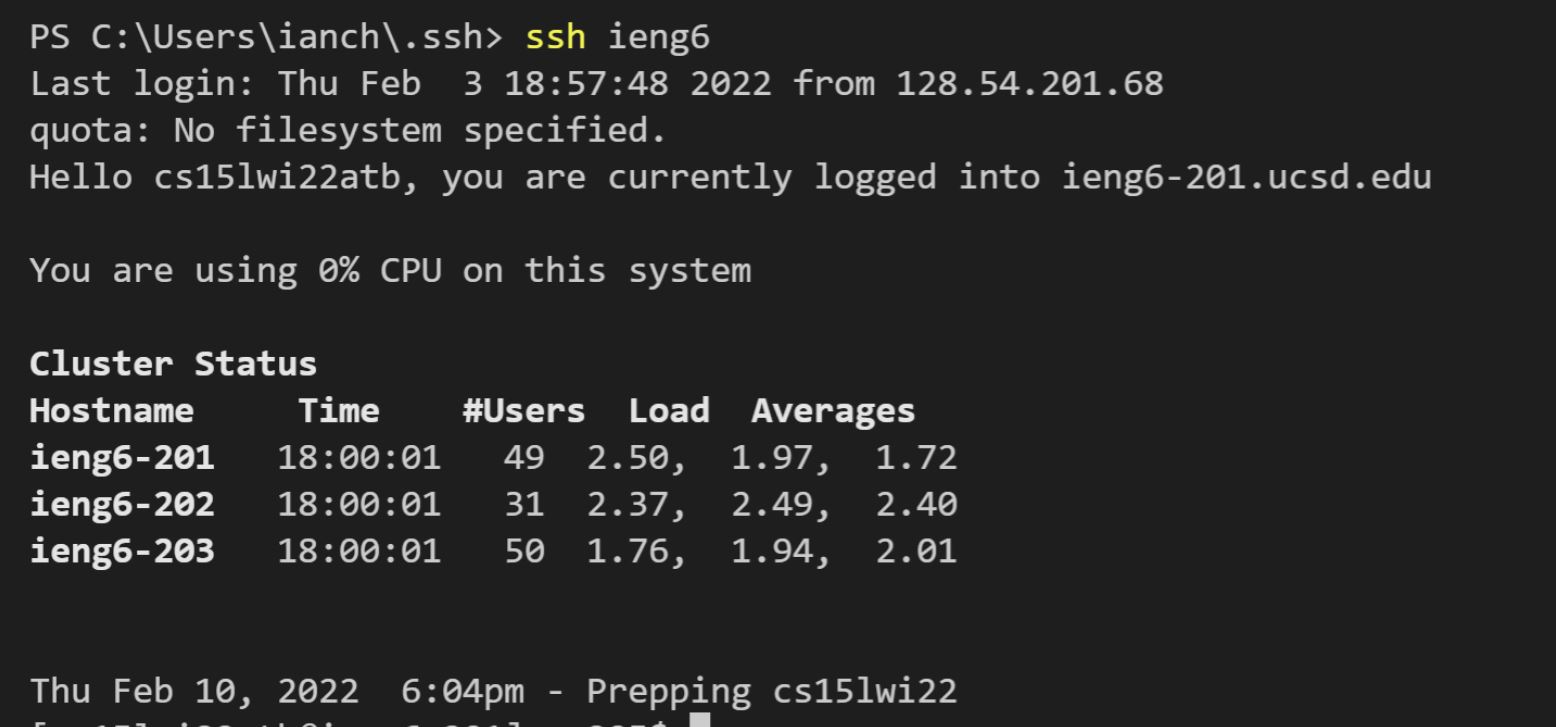 PS C:\Users\ianch\.ssh> ssh ieng6
Last login: Thu Feb  3 18:57:48 2022 from 128.54.201.68
quota: No filesystem specified.
Hello cs15lwi22atb, you are currently logged into ieng6-201.ucsd.edu
You are using 0% CPU on this system
Cluster Status
Hostname     Time    #Users  Load  Averages
ieng6-201   18:00:01   49  2.50,  1.97,  1.72
ieng6-202   18:00:01   31  2.37,  2.49,  2.40
ieng6-203   18:00:01   50  1.76,  1.94,  2.01
Thu Feb 10, 2022  6:04pm - Prepping cs15lwi22